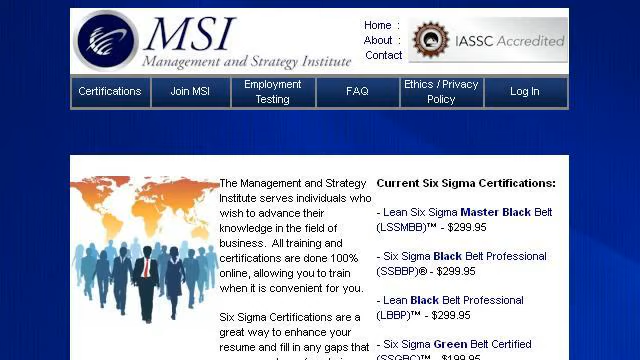 MSI
Management and Strategy Institute
Home :
About :
Contact
IASSC Accredited
Certifications
Join MSI
Employment
Testing
FAQ
Ethics / Privacy
Policy
Log In
The Management and Strategy
Institute serves individuals who
wish to advance their
knowledge in the field of
business. All training and
certifications are done 100%
online, allowing you to train
when it is convenient for you.
Six Sigma Certifications are a
great way to enhance your
resume and fill in any gaps that
Current Six Sigma Certifications:
- Lean Six Sigma Master Black Belt
(LSSMBB)™ - $299.95
- Six Sigma Black Belt Professional
(SSBBP)® - $299.95
- Lean Black Belt Professional
(LBBP)™ - $299.95
- Six Sigma Green Belt Certified
(SSGBC)™ - $199.95